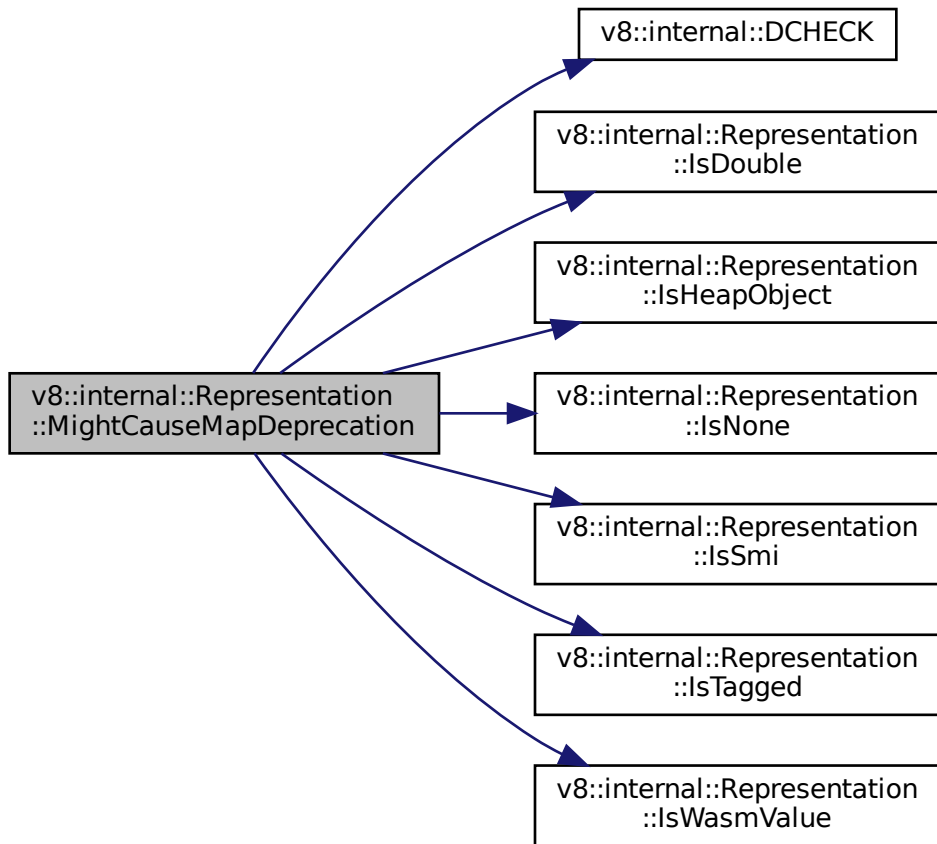 v8::internal::DCHECK
v8::internal::Representation
::IsDouble
v8::internal::Representation
::IsHeapObject
v8::internal::Representation
::MightCauseMapDeprecation
v8::internal::Representation
::IsNone
v8::internal::Representation
::IsSmi
v8::internal::Representation
::IsTagged
v8::internal::Representation
::IsWasmValue